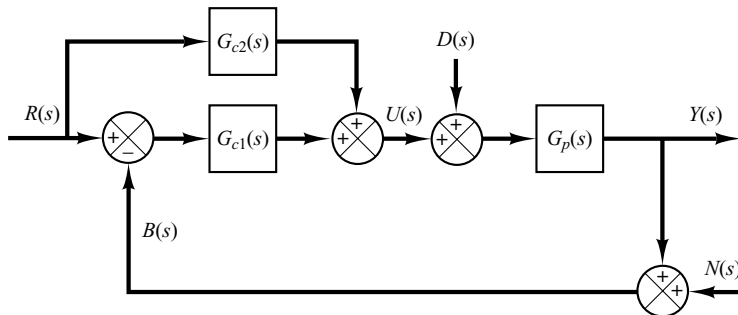 G_{c2}(s)
D(s)
+
R(s)
+
−
G_{c1}(s)
+
U(s)
+
+
G_p(s)
Y(s)
B(s)
+
+
N(s)